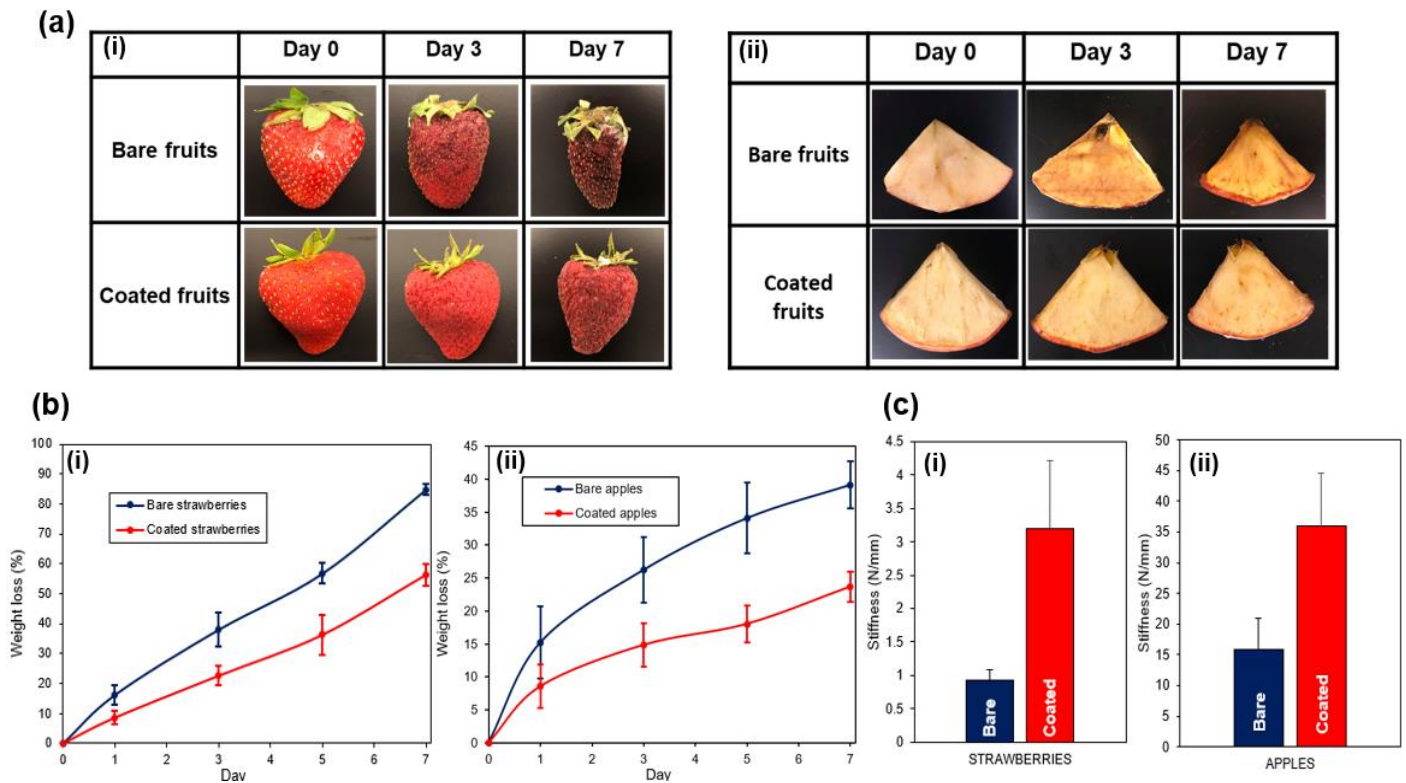 (a)
(i) Day 0 Day 3 Day 7
Bare fruits
Coated fruits
(ii) Day 0 Day 3 Day 7
Bare fruits
Coated
fruits
(b)
(i)
100
90
80
70
60
50
40
30
20
10
0
Weight loss (%)
Bare strawberries
Coated strawberries
0 1 2 3 4 5 6 7
Day
(ii)
45
40
35
30
25
20
15
10
5
0
Weight loss (%)
Bare apples
Coated apples
0 1 2 3 4 5 6 7
Day
(c)
(i)
4.5
4
3.5
3
2.5
2
1.5
1
0.5
0
Stiffness (N/mm)
Bare
Coated
STRAWBERRIES
(ii)
50
45
40
35
30
25
20
15
10
5
0
Stiffness (N/mm)
Bare
Coated
APPLES